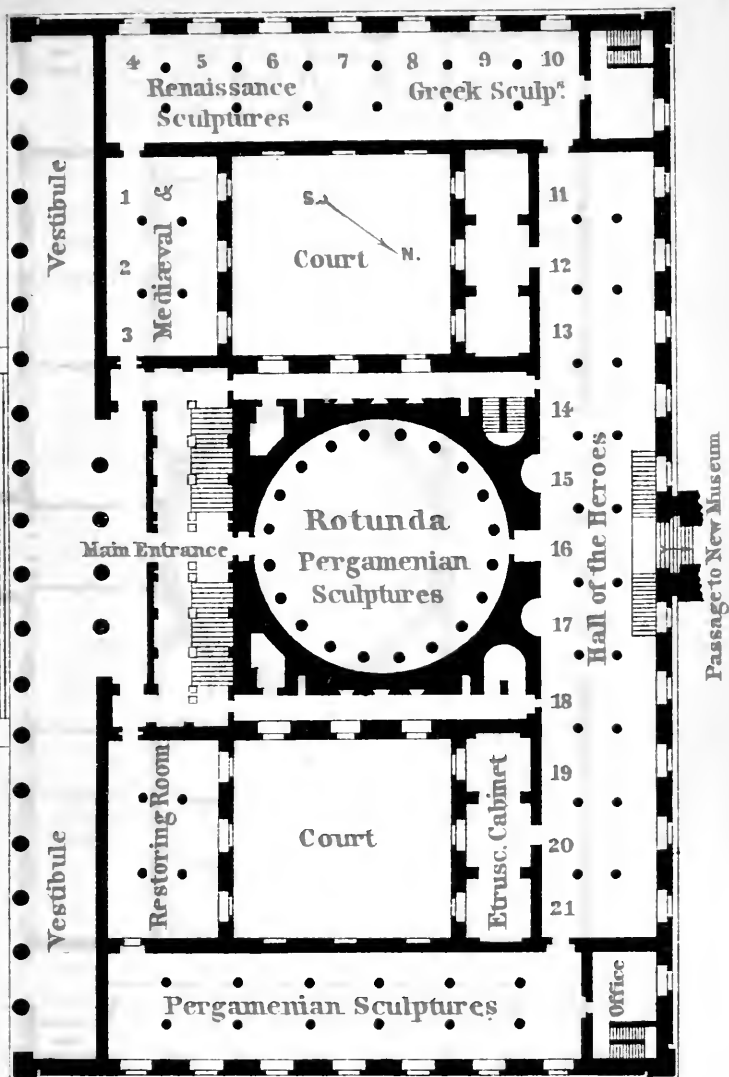 4 5 6 7 8 9 10
Renaissance
Sculptures
Greek Sculpᵗˢ.
Vestibule
1
2
3
Mediæval &
S.
N.
Court
11
12
13
14
15
16
17
18
19
20
21
Hall of the Heroes
Rotunda
Pergamenian
Sculptures
Main Entrance
Passage to New Museum
Vestibule
Restoring Room
Court
Etrusc. Cabinet
Pergamenian Sculptures
Office